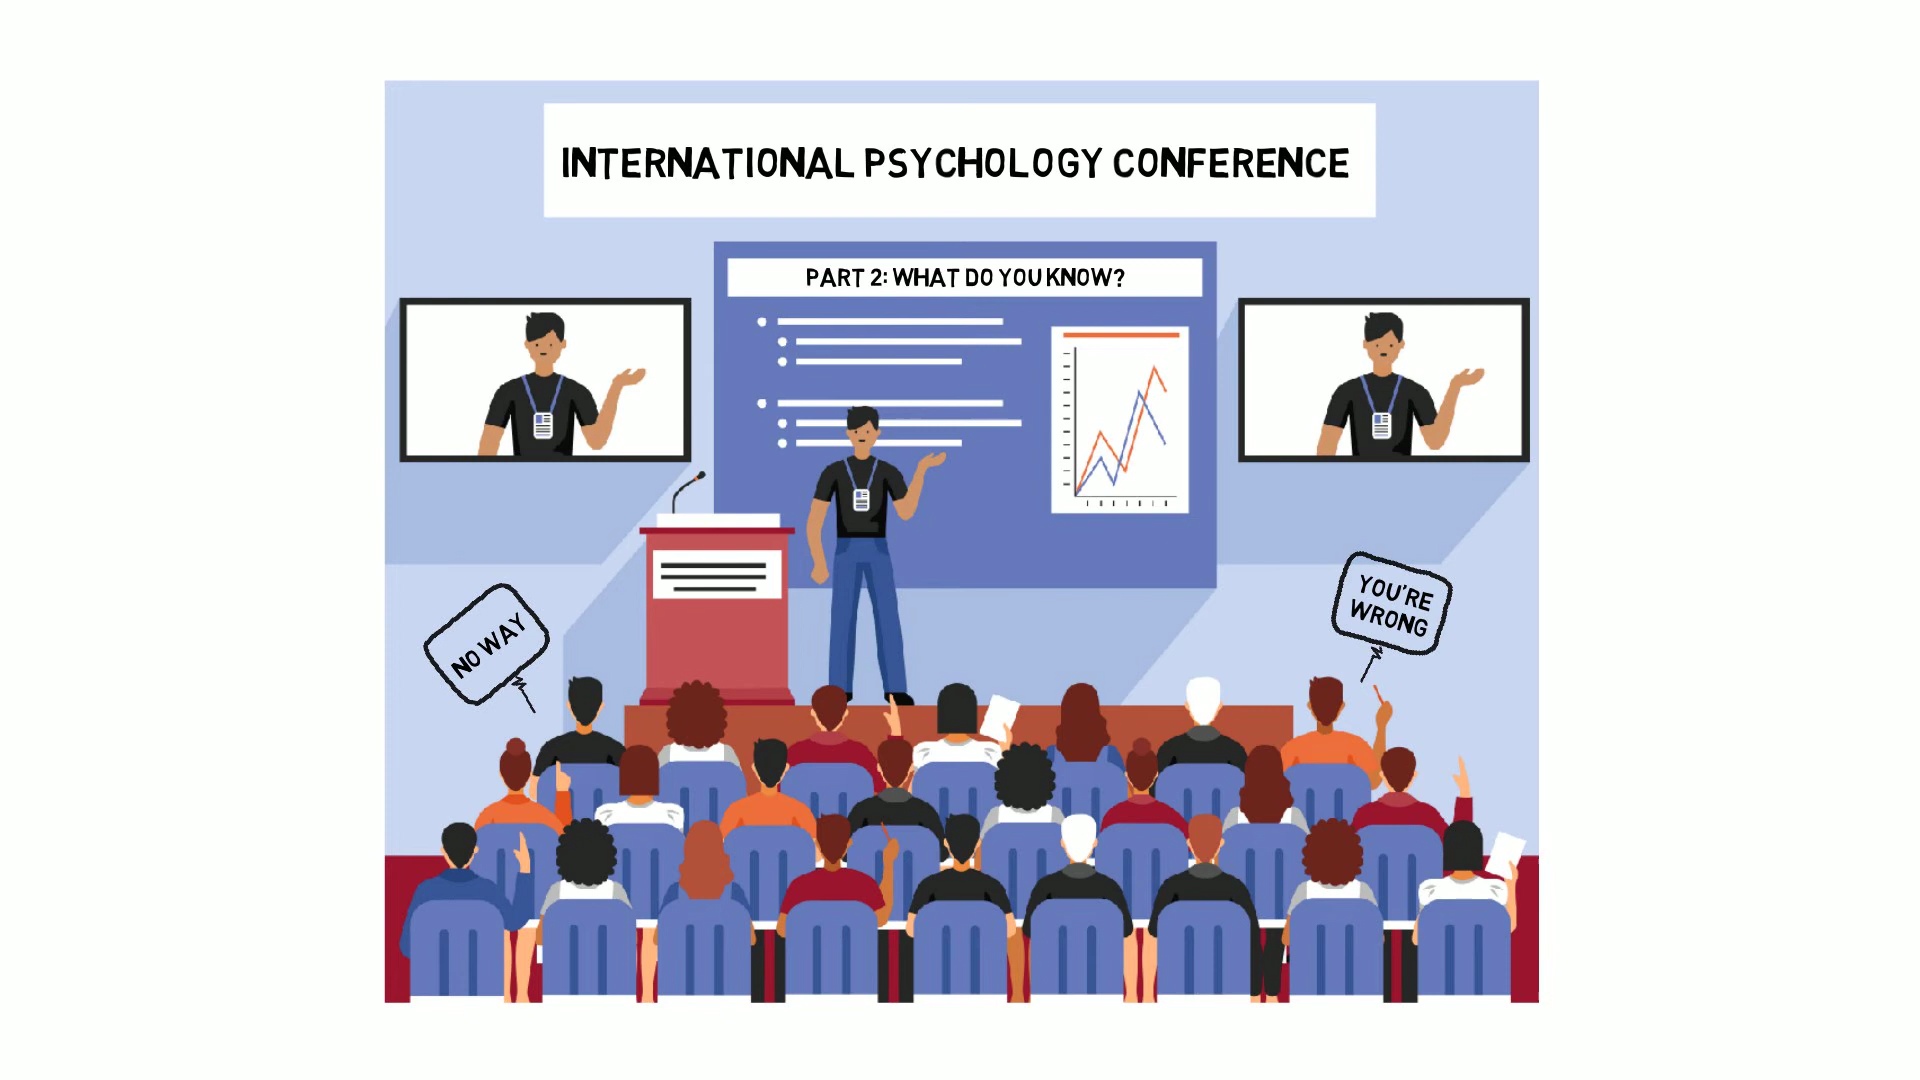 INTERNATIONAL PSYCHOLOGY CONFERENCE
PART 2: WHAT DO YOU KNOW?
NO WAY
YOU'RE
WRONG